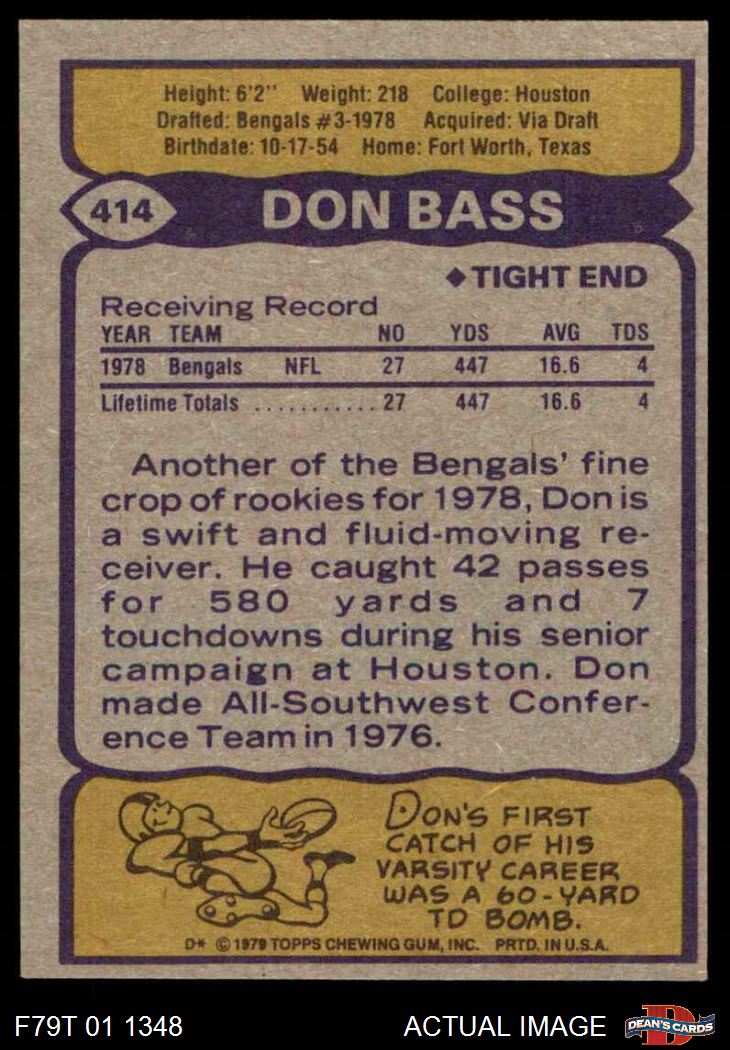 Height: 6'2" Weight: 218 College: Houston
Drafted: Bengals #3-1978 Acquired: Via Draft
Birthdate: 10-17-54 Home: Fort Worth, Texas
414 DON BASS
◆TIGHT END
Receiving Record
YEAR TEAM NO YDS AVG TDS
1978 Bengals NFL 27 447 16.6 4
Lifetime Totals ........... 27 447 16.6 4
Another of the Bengals' fine
crop of rookies for 1978, Don is
a swift and fluid-moving re-
ceiver. He caught 42 passes
for 580 yards and 7
touchdowns during his senior
campaign at Houston. Don
made All-Southwest Confer-
ence Team in 1976.
DON'S FIRST
CATCH OF HIS
VARSITY CAREER
WAS A 60-YARD
TD BOMB.
D* © 1979 TOPPS CHEWING GUM, INC. PRTD. IN U.S.A.
F79T 01 1348 ACTUAL IMAGE D DEAN'S CARDS